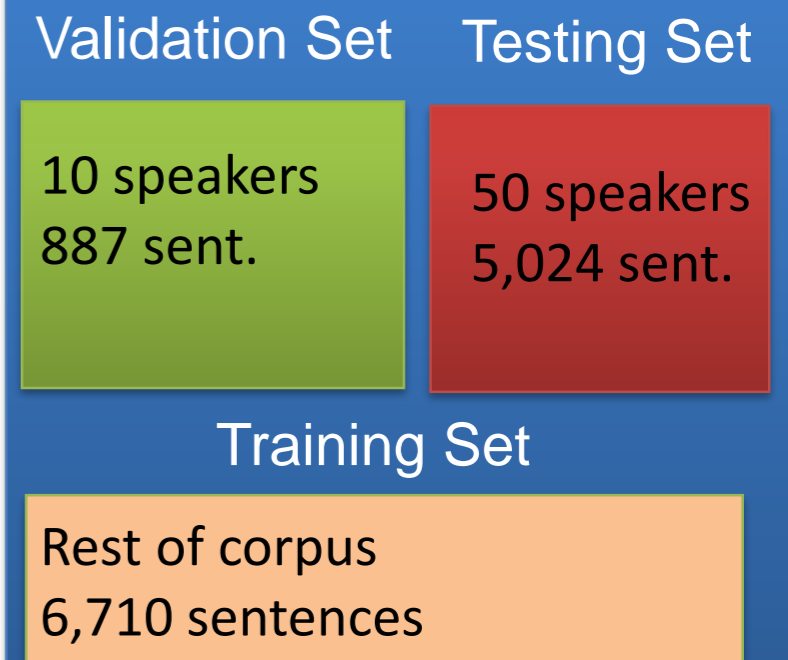 Validation Set
10 speakers
887 sent.
Testing Set
50 speakers
5,024 sent.
Training Set
Rest of corpus
6,710 sentences